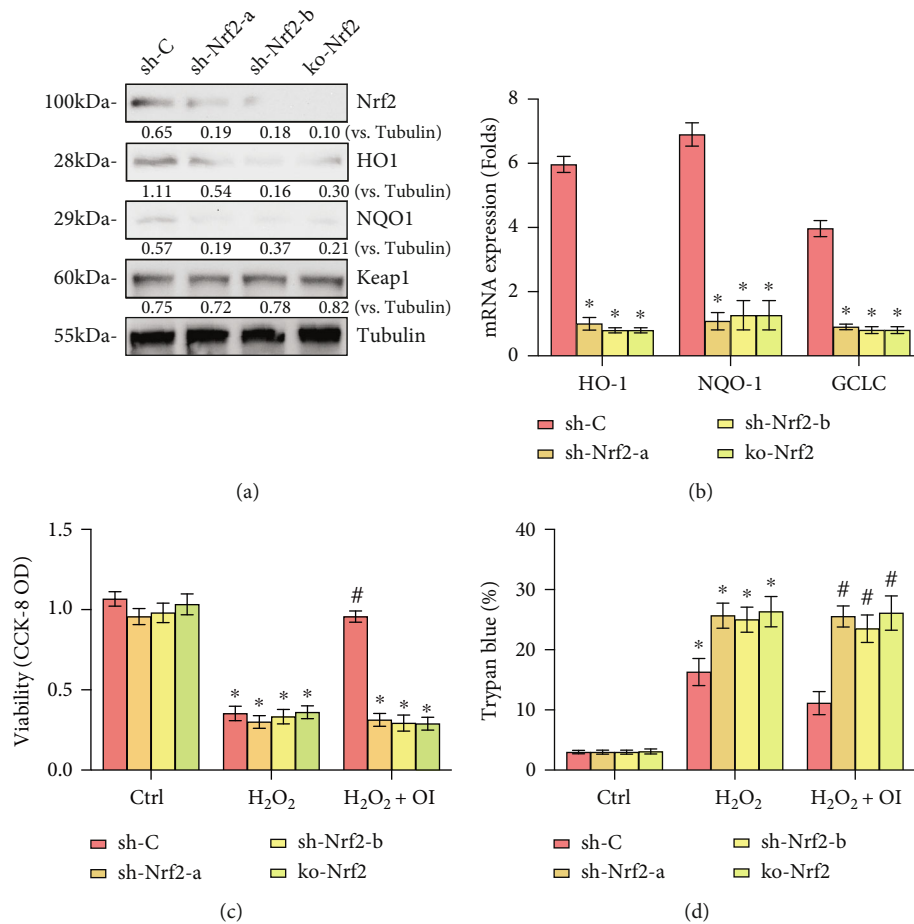 sh-C sh-Nrf2-a sh-Nrf2-b ko-Nrf2
100kDa- Nrf2
0.65 0.19 0.18 0.10 (vs. Tubulin)
28kDa- HO1
1.11 0.54 0.16 0.30 (vs. Tubulin)
29kDa- NQO1
0.57 0.19 0.37 0.21 (vs. Tubulin)
60kDa- Keap1
0.75 0.72 0.78 0.82 (vs. Tubulin)
55kDa- Tubulin
(a)
mRNA expression (Folds)
8
6
4
2
0
* * * * * * * * *
HO-1 NQO-1 GCLC
sh-C sh-Nrf2-b
sh-Nrf2-a ko-Nrf2
(b)
Viability (CCK-8 OD)
1.5
1.0
0.5
0.0
* * * * # * * *
Ctrl H₂O₂ H₂O₂ + OI
sh-C sh-Nrf2-b
sh-Nrf2-a ko-Nrf2
(c)
Trypan blue (%)
40
30
20
10
0
* * * * # # #
Ctrl H₂O₂ H₂O₂ + OI
sh-C sh-Nrf2-b
sh-Nrf2-a ko-Nrf2
(d)